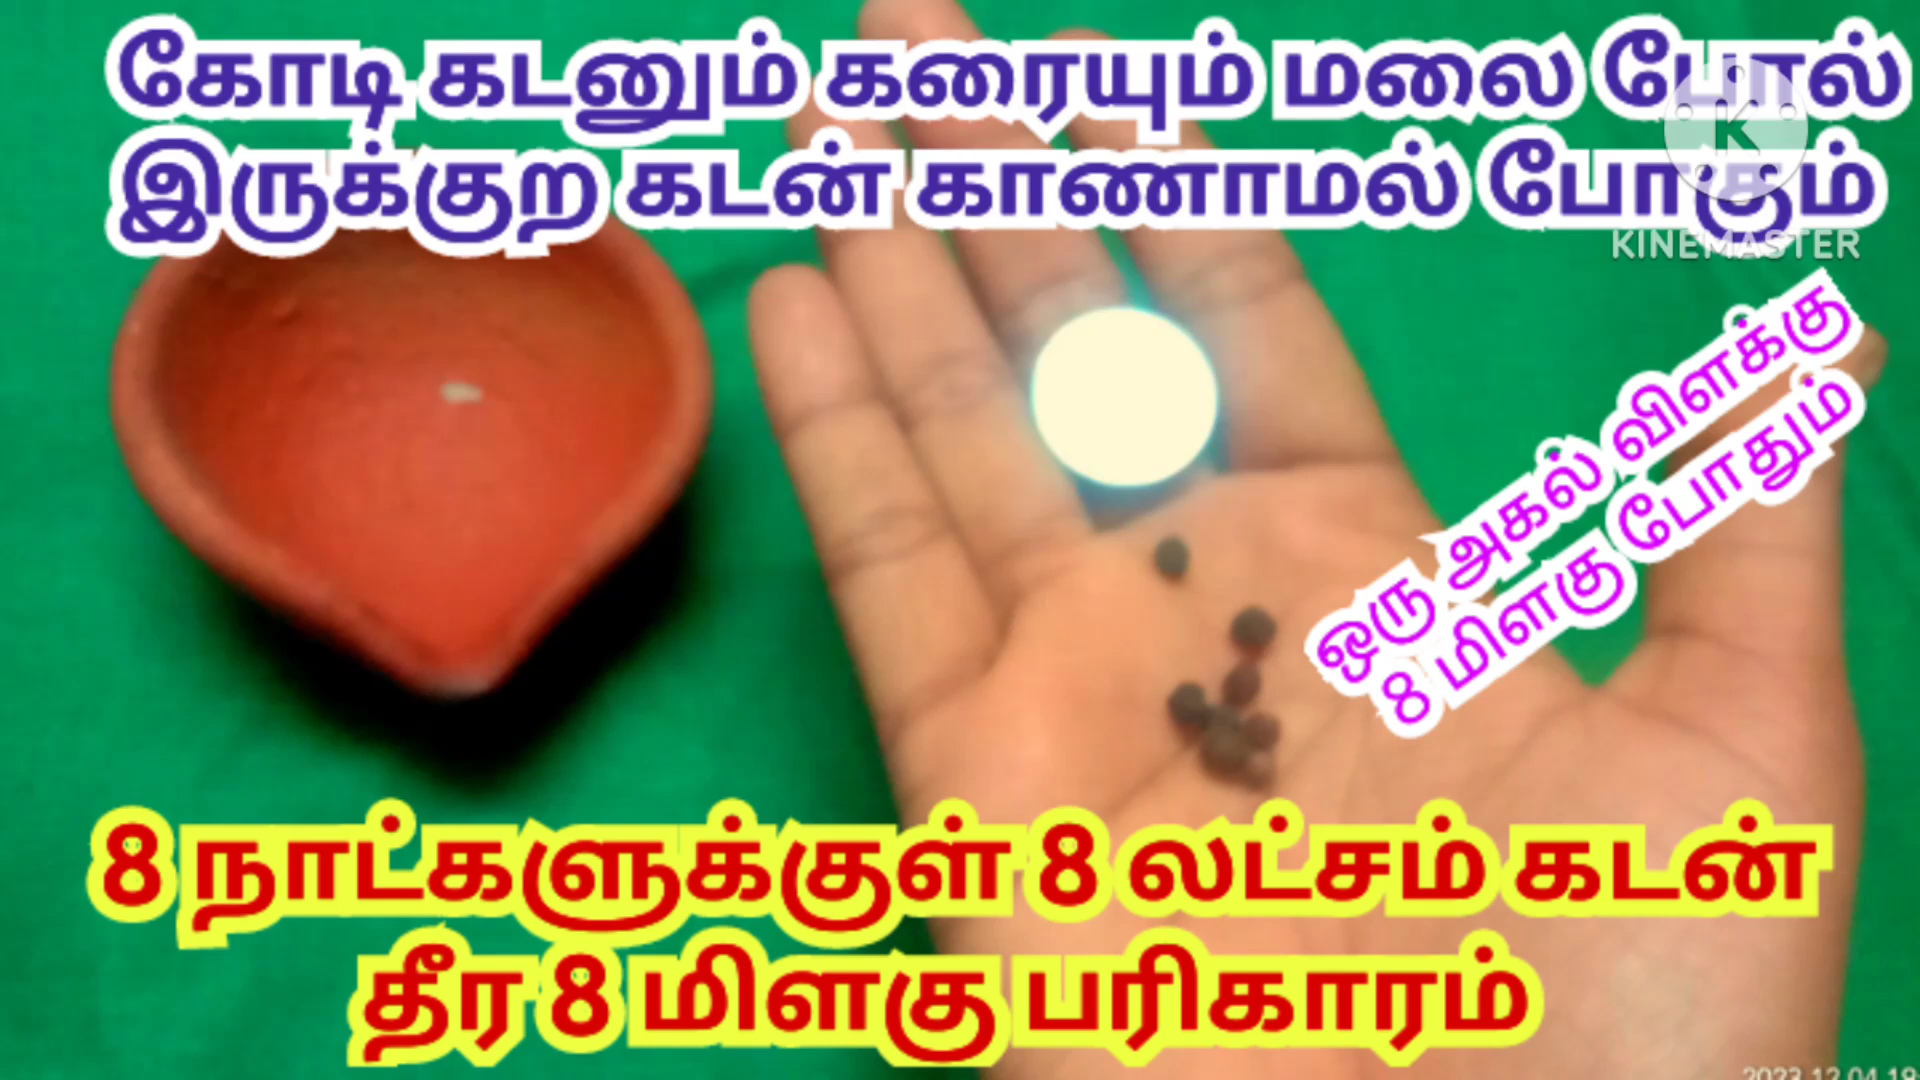 கோடி கடனும் கரையும் மலை போல்
இருக்குற கடன் காணாமல் போகும்
KINEMASTER
ஒரு அகல் விளக்கு
8 மிளகு போதும்
8 நாட்களுக்குள் 8 லட்சம் கடன்
தீர 8 மிளகு பரிகாரம்